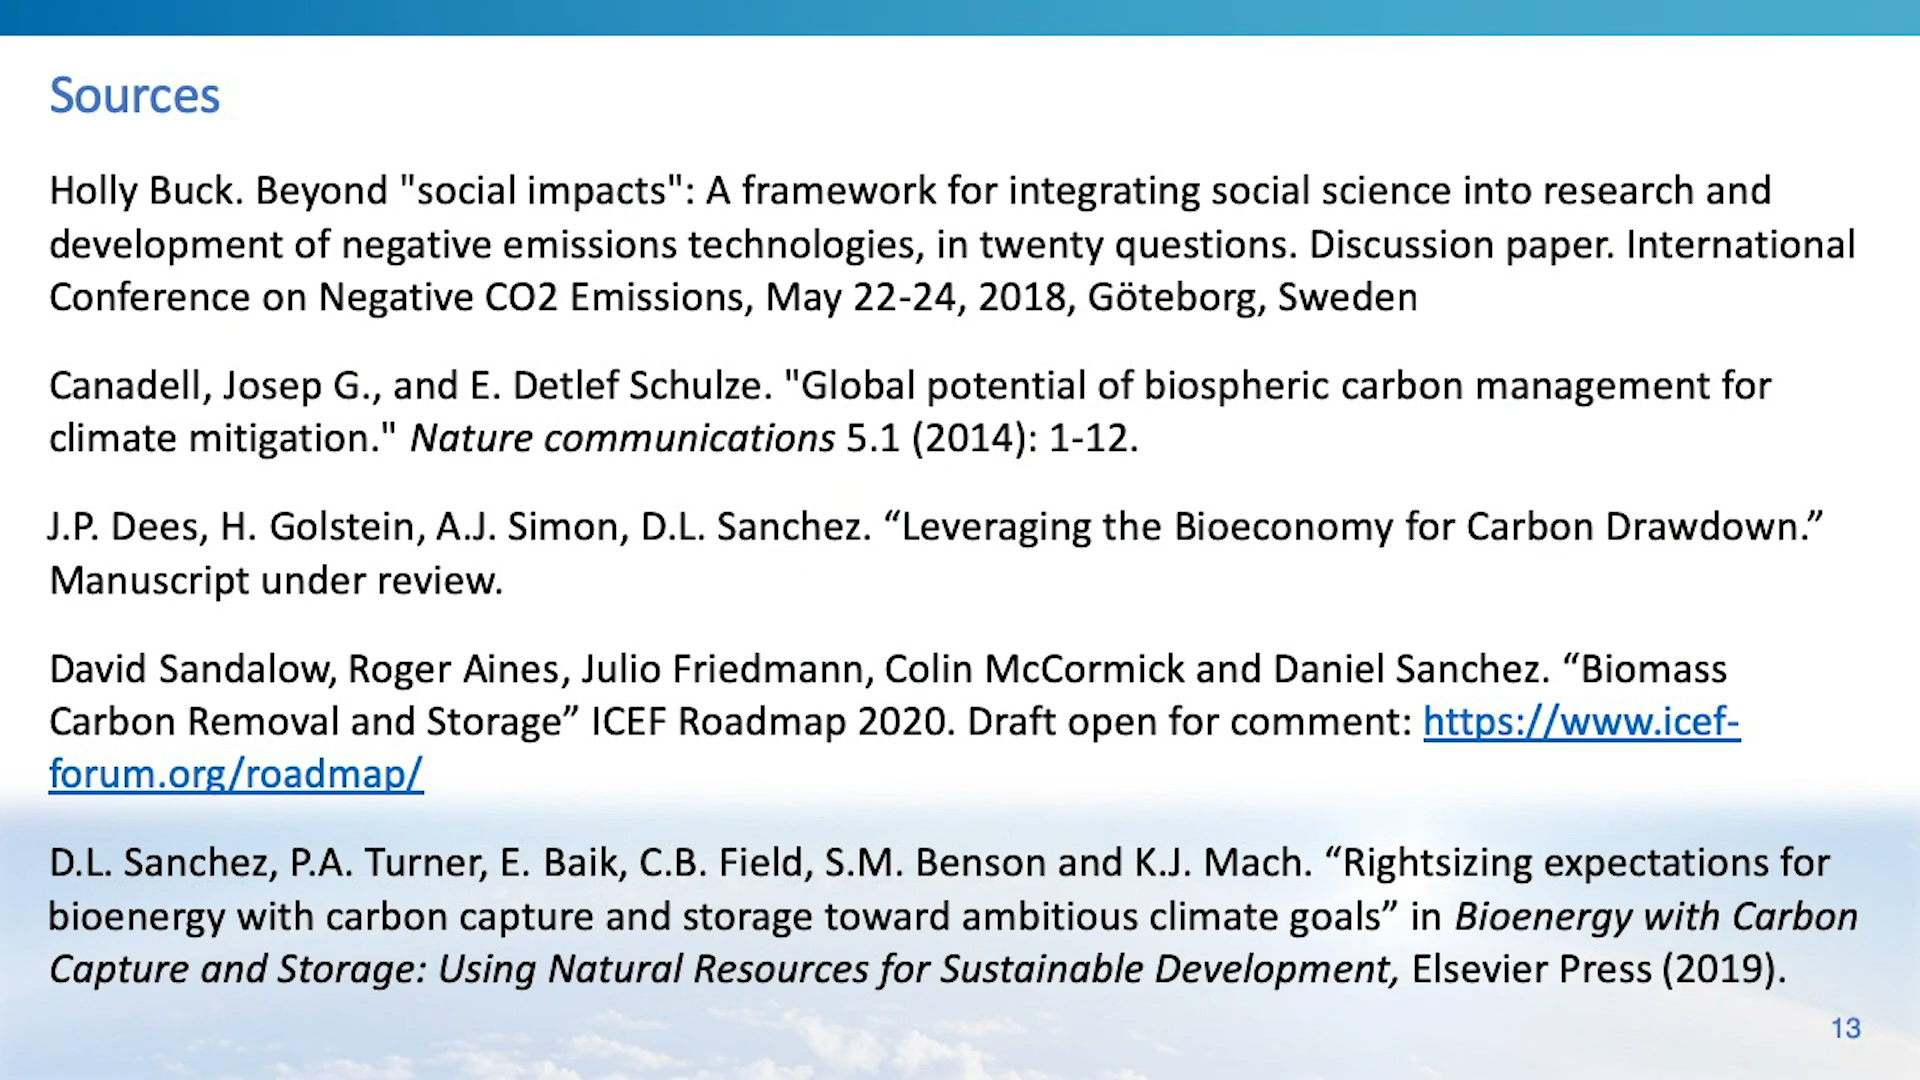 Sources
Holly Buck. Beyond "social impacts": A framework for integrating social science into research and
development of negative emissions technologies, in twenty questions. Discussion paper. International
Conference on Negative CO2 Emissions, May 22-24, 2018, Göteborg, Sweden
Canadell, Josep G., and E. Detlef Schulze. "Global potential of biospheric carbon management for
climate mitigation." Nature communications 5.1 (2014): 1-12.
J.P. Dees, H. Golstein, A.J. Simon, D.L. Sanchez. “Leveraging the Bioeconomy for Carbon Drawdown.”
Manuscript under review.
David Sandalow, Roger Aines, Julio Friedmann, Colin McCormick and Daniel Sanchez. “Biomass
Carbon Removal and Storage” ICEF Roadmap 2020. Draft open for comment: https://www.icef-
forum.org/roadmap/
D.L. Sanchez, P.A. Turner, E. Baik, C.B. Field, S.M. Benson and K.J. Mach. “Rightsizing expectations for
bioenergy with carbon capture and storage toward ambitious climate goals” in Bioenergy with Carbon
Capture and Storage: Using Natural Resources for Sustainable Development, Elsevier Press (2019).
13